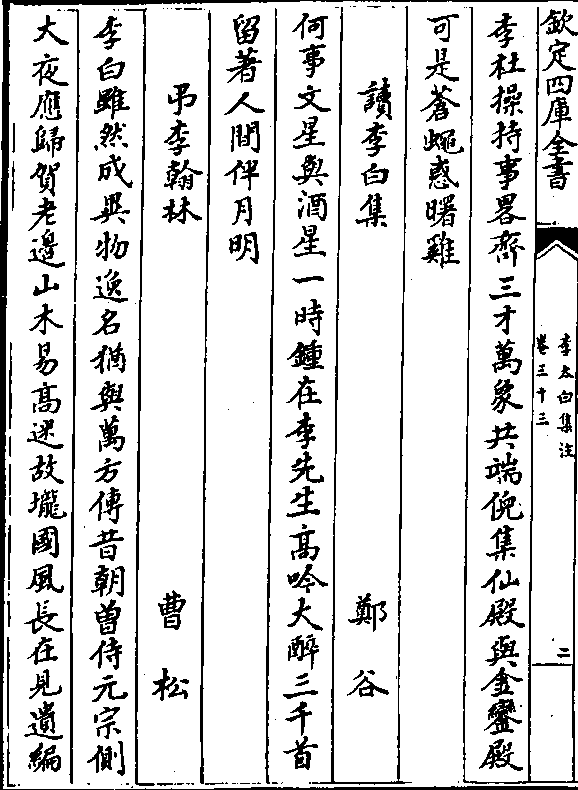 欽定四庫全書
李太白集注
卷三十三
二
李杜操持事畧齊三才萬象共端倪集仙殿與金鑾殿
可是蒼蠅惑曙雞
讀李白集
鄭谷
何事文星與酒星一時鍾在李先生高吟大醉三千首
留著人間伴月明
弔李翰林
曹松
李白雖然成異物逸名猶與萬方傳昔朝曾侍元宗側
大夜應歸賀老邊山木易高迷故壠國風長在見遺編